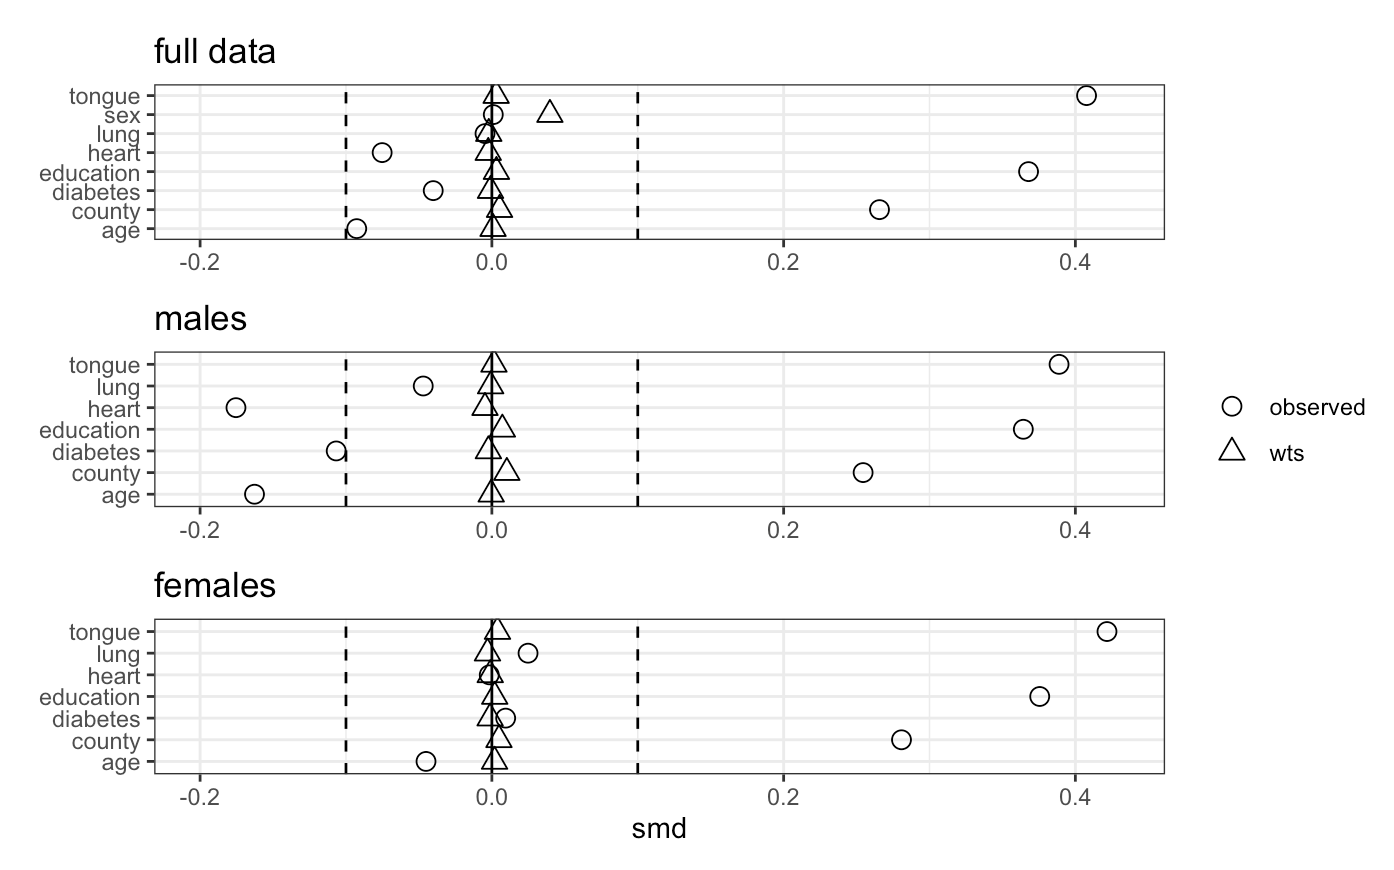 full data
tongue
sex
lung
heart
education
diabetes
county
age
-0.2 0.0 0.2 0.4
males
tongue
lung
heart
education
diabetes
county
age
-0.2 0.0 0.2 0.4
observed
wts
females
tongue
lung
heart
education
diabetes
county
age
-0.2 0.0 0.2 0.4
smd